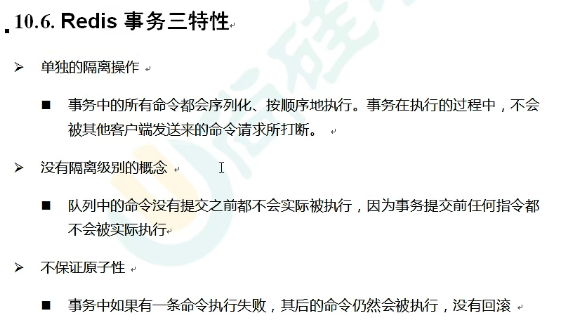 10.6. Redis 事务三特性
单独的隔离操作
事务中的所有命令都会序列化、按顺序地执行。事务在执行的过程中，不会
被其他客户端发送来的命令请求所打断。
没有隔离级别的概念
队列中的命令没有提交之前都不会实际被执行，因为事务提交前任何指令都
不会被实际执行
不保证原子性
事务中如果有一条命令执行失败，其后的命令仍然会被执行，没有回滚